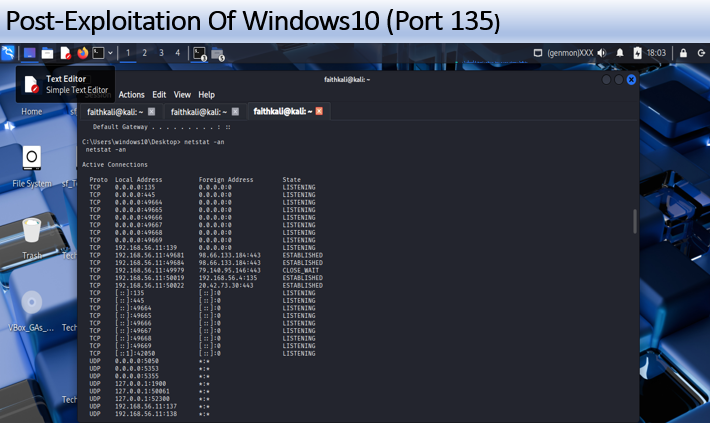 Post-Exploitation Of Windows10 (Port 135)
1 2 3 4 (genmon)XXX 18:03
Text Editor
Simple Text Editor
faithkali@kali: ~
Actions Edit View Help
faithkali@kali: ~ faithkali@kali: ~ faithkali@kali: ~
Home
File System
Trash
VBox_GAs_...
Default Gateway . . . . . . . . . : ::
C:\Users\windows10\Desktop> netstat -an
netstat -an
Active Connections
Proto Local Address Foreign Address State
TCP 0.0.0.0:135 0.0.0.0:0 LISTENING
TCP 0.0.0.0:445 0.0.0.0:0 LISTENING
TCP 0.0.0.0:49664 0.0.0.0:0 LISTENING
TCP 0.0.0.0:49665 0.0.0.0:0 LISTENING
TCP 0.0.0.0:49666 0.0.0.0:0 LISTENING
TCP 0.0.0.0:49667 0.0.0.0:0 LISTENING
TCP 0.0.0.0:49668 0.0.0.0:0 LISTENING
TCP 0.0.0.0:49669 0.0.0.0:0 LISTENING
TCP 192.168.56.11:139 0.0.0.0:0 LISTENING
TCP 192.168.56.11:49681 98.66.133.184:443 ESTABLISHED
TCP 192.168.56.11:49684 98.66.133.184:443 ESTABLISHED
TCP 192.168.56.11:49979 79.140.95.146:443 CLOSE_WAIT
TCP 192.168.56.11:50019 192.168.56.4:135 ESTABLISHED
TCP 192.168.56.11:50022 20.42.73.30:443 ESTABLISHED
TCP [::]:135 [::]:0 LISTENING
TCP [::]:445 [::]:0 LISTENING
TCP [::]:49664 [::]:0 LISTENING
TCP [::]:49665 [::]:0 LISTENING
TCP [::]:49666 [::]:0 LISTENING
TCP [::]:49667 [::]:0 LISTENING
TCP [::]:49668 [::]:0 LISTENING
TCP [::]:49669 [::]:0 LISTENING
TCP [::1]:42050 [::]:0 LISTENING
UDP 0.0.0.0:5050 *:*
UDP 0.0.0.0:5353 *:*
UDP 0.0.0.0:5355 *:*
UDP 127.0.0.1:1900 *:*
UDP 127.0.0.1:50061 *:*
UDP 127.0.0.1:52300 *:*
UDP 192.168.56.11:137 *:*
UDP 192.168.56.11:138 *:*